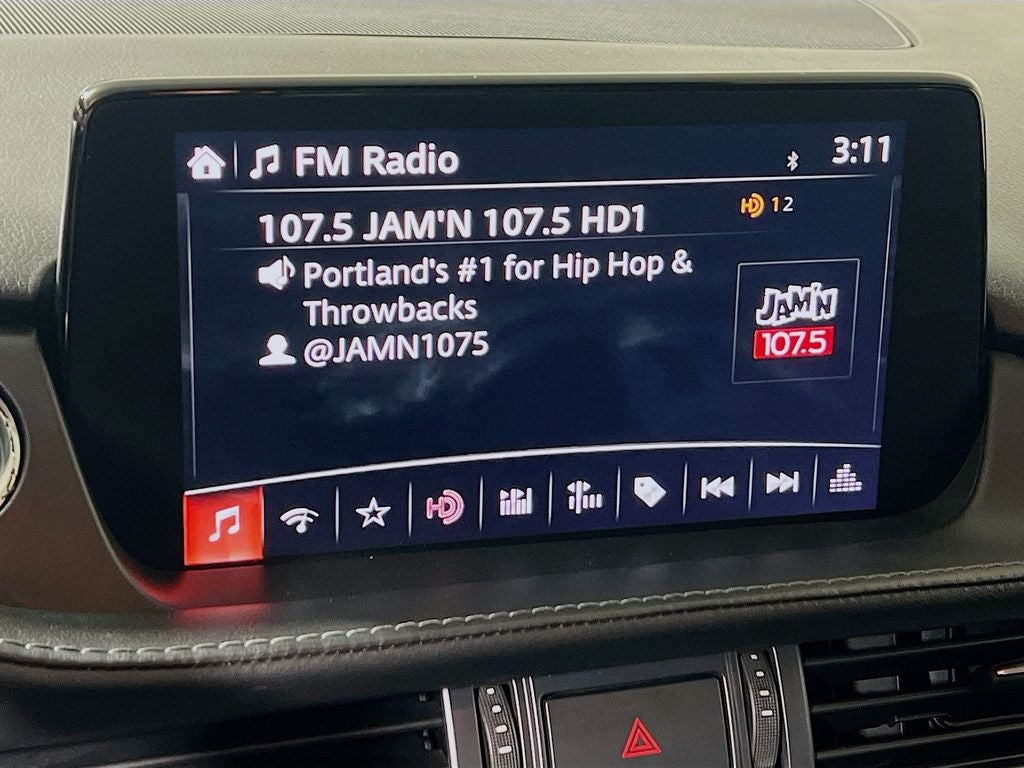 FM Radio
3:11
107.5 JAM'N 107.5 HD1
HD 1 2
Portland's #1 for Hip Hop &
Throwbacks
@JAMN1075
JAM'N
107.5
HD